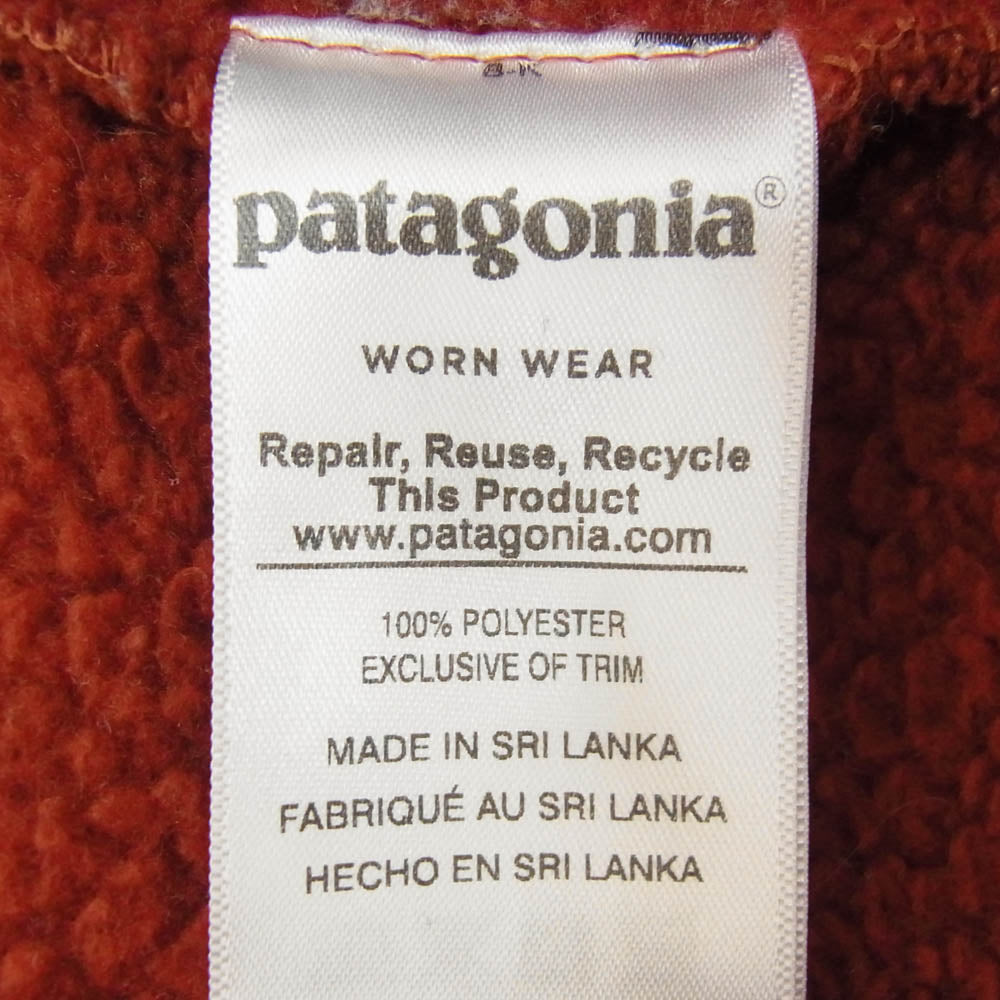 patagonia®
WORN WEAR
Repair, Reuse, Recycle
This Product
www.patagonia.com
100% POLYESTER
EXCLUSIVE OF TRIM
MADE IN SRI LANKA
FABRIQUÉ AU SRI LANKA
HECHO EN SRI LANKA